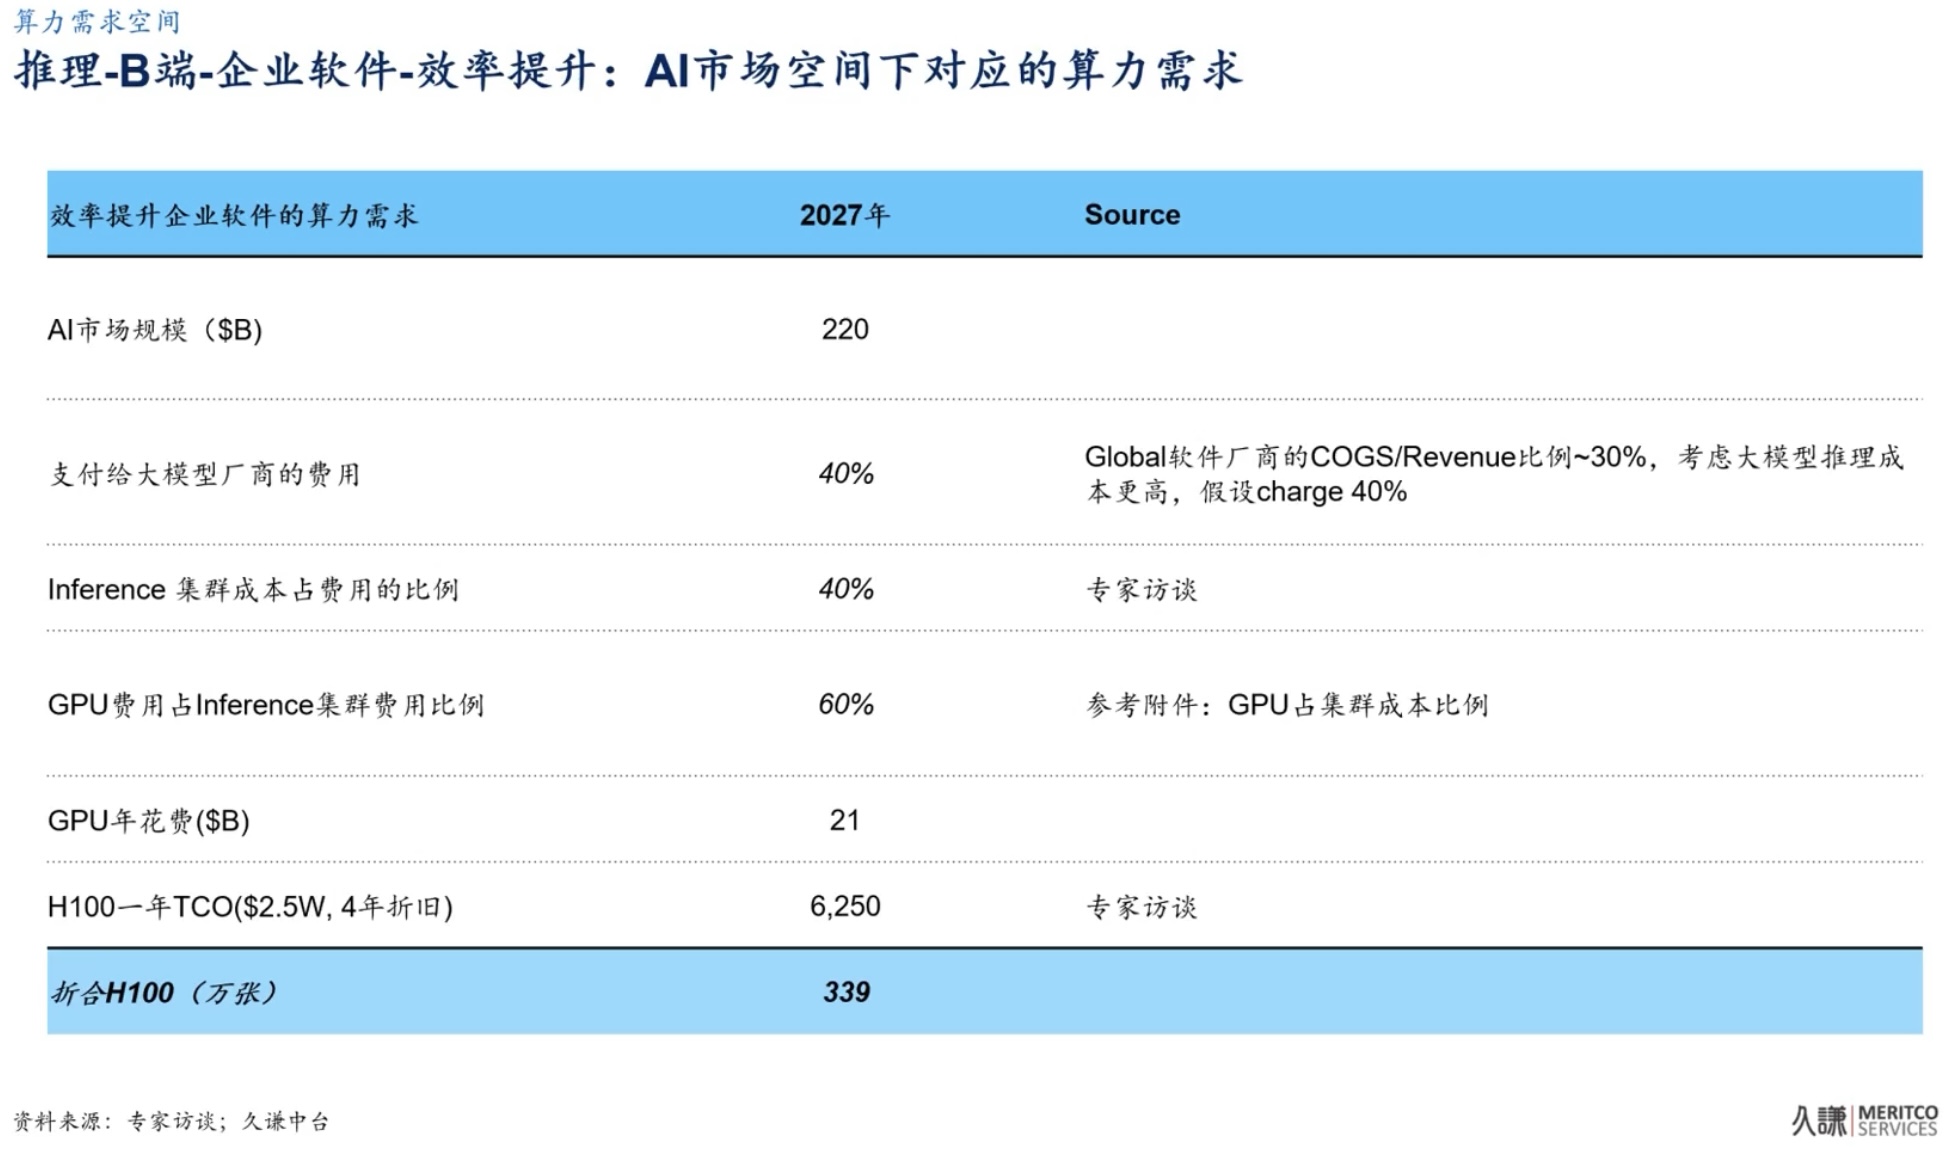 算力需求空间
推理-B端-企业软件-效率提升：AI市场空间下对应的算力需求
效率提升企业软件的算力需求 2027年 Source
AI市场规模（$B) 220
支付给大模型厂商的费用 40% Global软件厂商的COGS/Revenue比例~30%，考虑大模型推理成
本更高，假设charge 40%
Inference 集群成本占费用的比例 40% 专家访谈
GPU费用占Inference集群费用比例 60% 参考附件：GPU占集群成本比例
GPU年花费($B) 21
H100一年TCO($2.5W, 4年折旧) 6,250 专家访谈
折合H100（万张） 339
资料来源：专家访谈；久谦中台
久謙 MERITCO
SERVICES